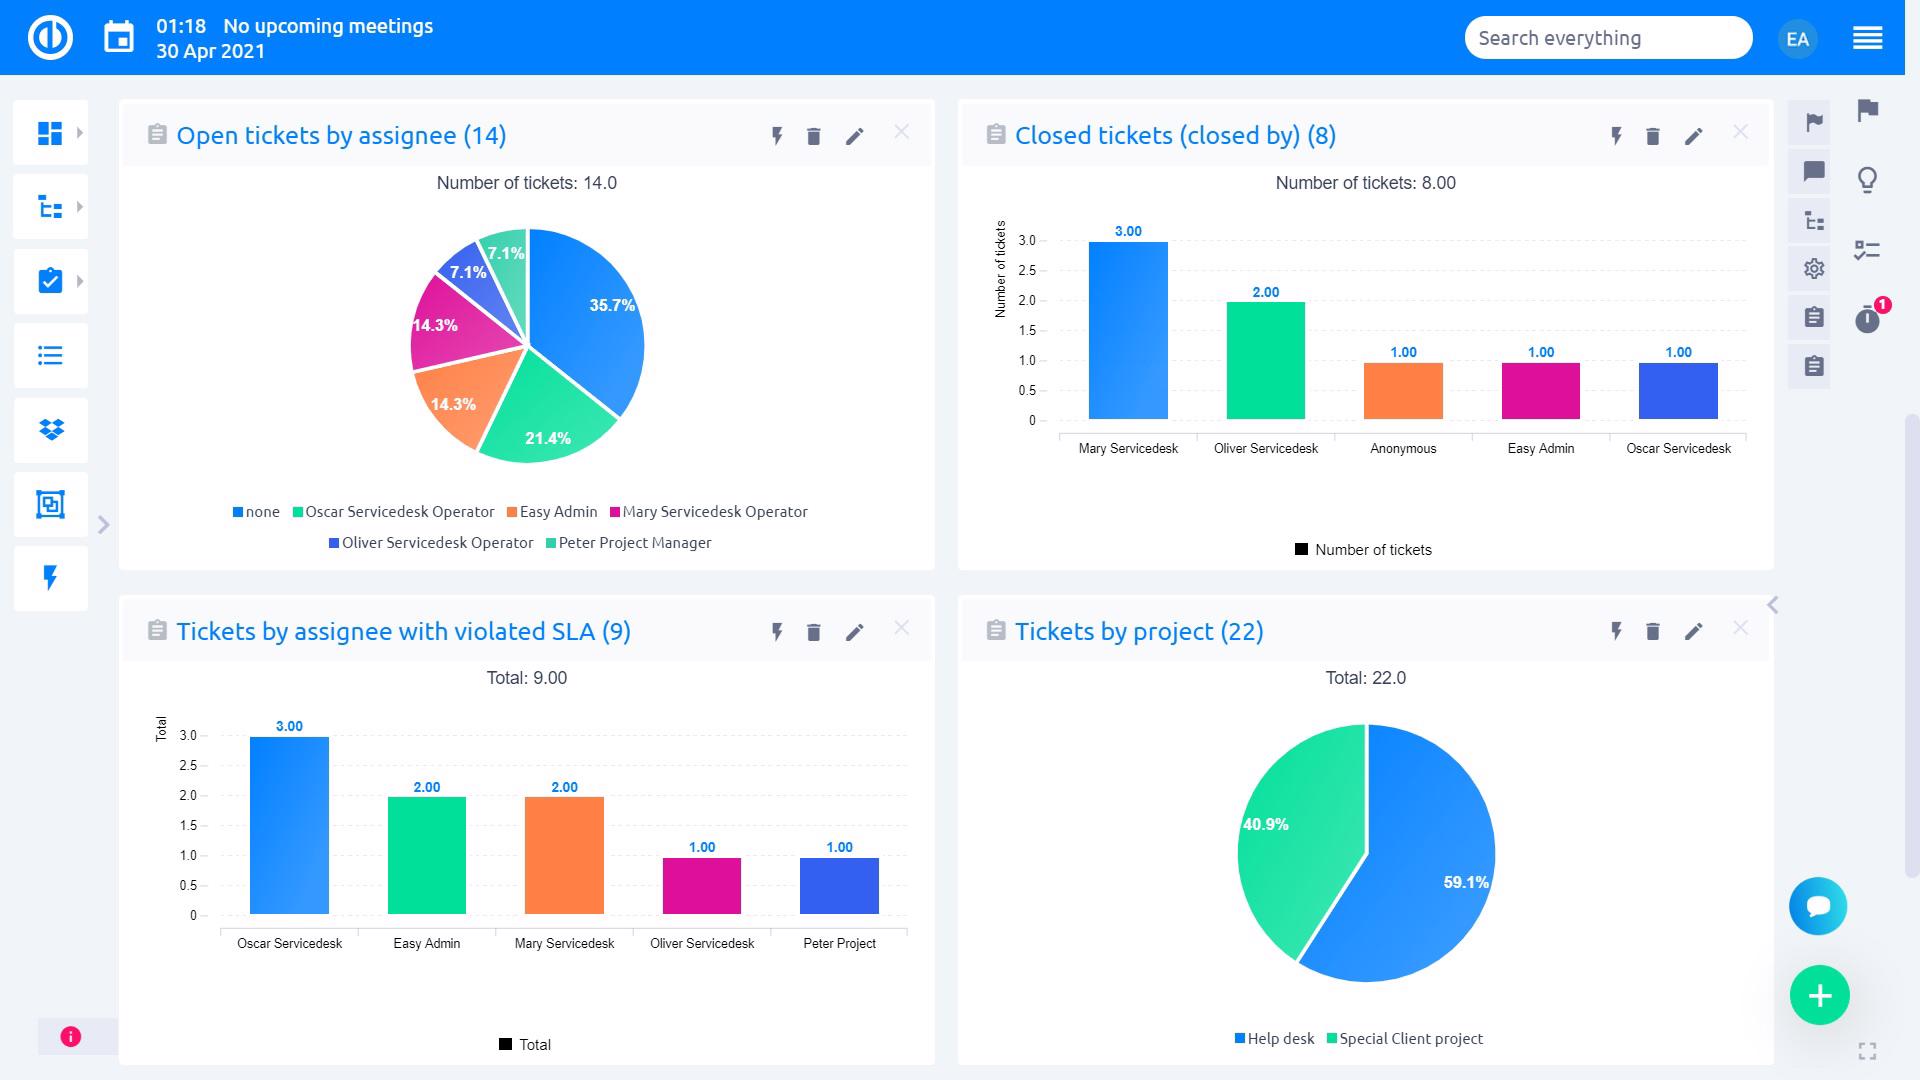 01:18 No upcoming meetings
30 Apr 2021
Search everything
EA
1
Open tickets by assignee (14)
Number of tickets: 14.0
7.1%
7.1%
35.7%
14.3%
14.3%
21.4%
none Oscar Servicedesk Operator Easy Admin Mary Servicedesk Operator
Oliver Servicedesk Operator Peter Project Manager
Closed tickets (closed by) (8)
Number of tickets: 8.00
Number of tickets
3.0
2.5
2.0
1.5
1.0
0.5
0
3.00
2.00
1.00
1.00
1.00
Mary Servicedesk Oliver Servicedesk Anonymous Easy Admin Oscar Servicedesk
Number of tickets
Tickets by assignee with violated SLA (9)
Total: 9.00
Total
3.0
2.5
2.0
1.5
1.0
0.5
0
3.00
2.00
2.00
1.00
1.00
Oscar Servicedesk Easy Admin Mary Servicedesk Oliver Servicedesk Peter Project
Total
Tickets by project (22)
Total: 22.0
40.9%
59.1%
Help desk Special Client project